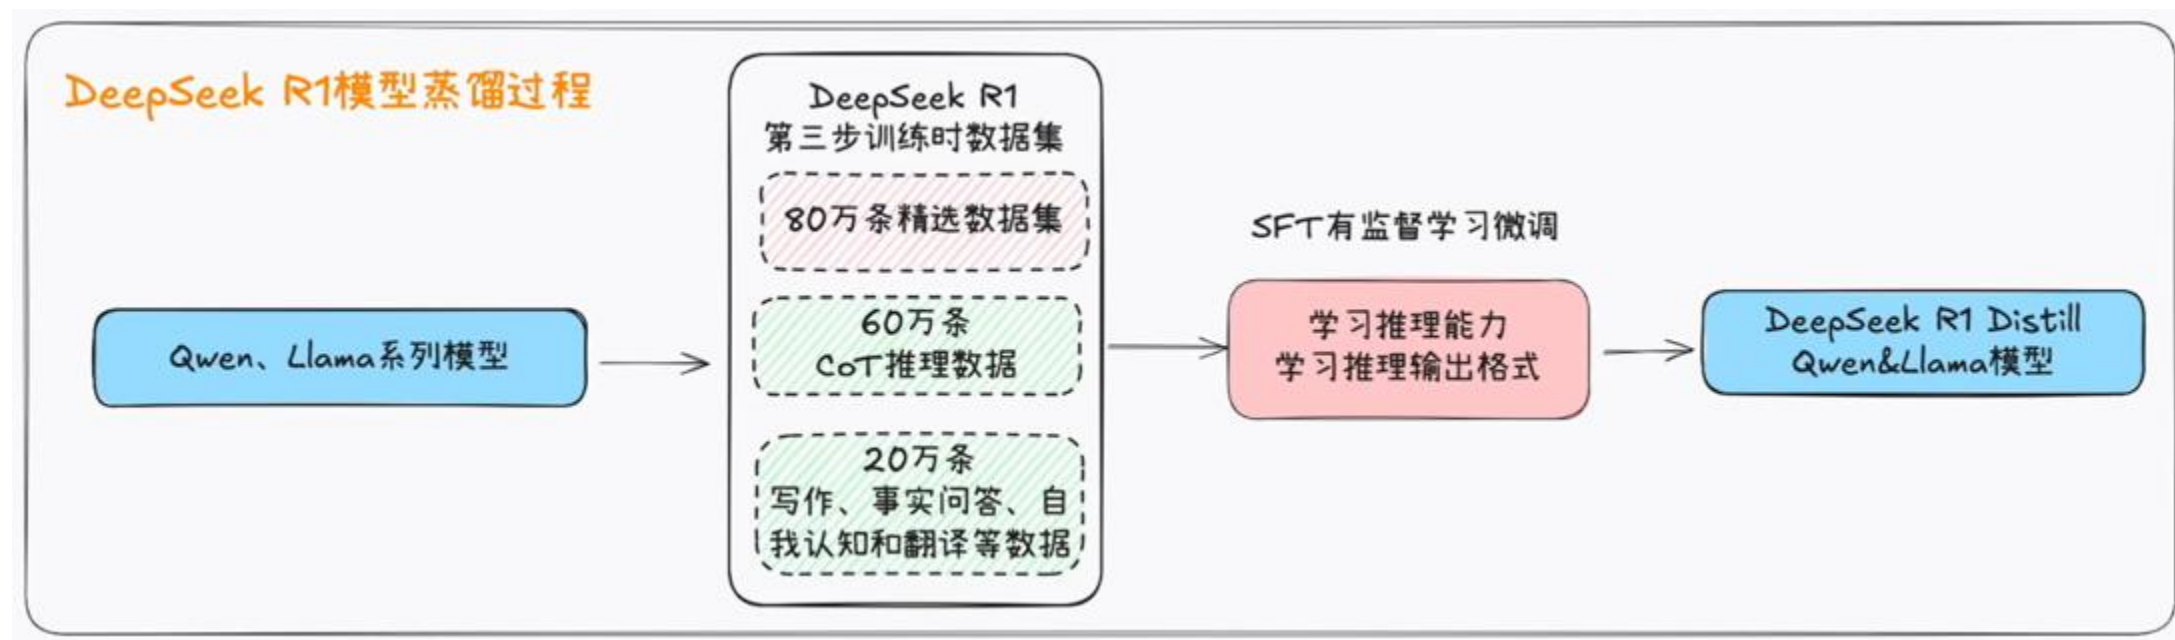 DeepSeek R1模型蒸馏过程
Qwen、Llama系列模型
DeepSeek R1
第三步训练时数据集
80万条精选数据集
60万条
CoT推理数据
20万条
写作、事实问答、自
我认知和翻译等数据
SFT有监督学习微调
学习推理能力
学习推理输出格式
DeepSeek R1 Distill
Qwen&Llama模型